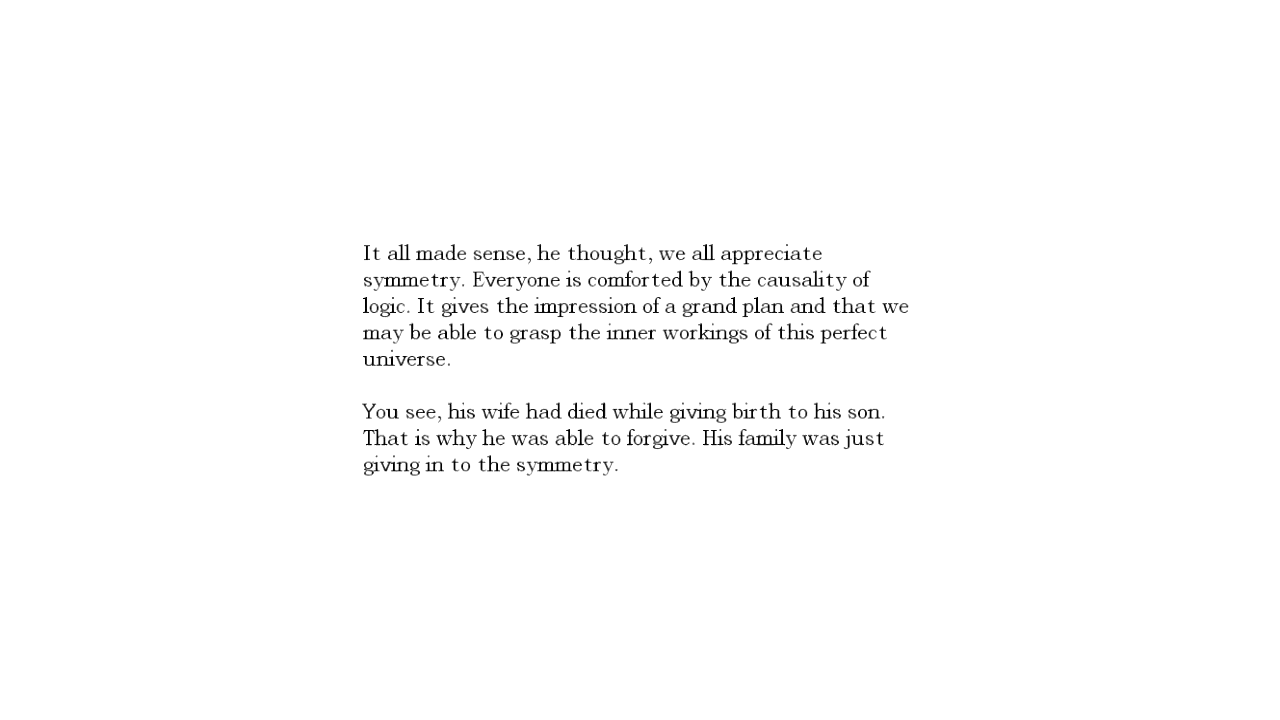 It all made sense, he thought, we all appreciate
symmetry. Everyone is comforted by the causality of
logic. It gives the impression of a grand plan and that we
may be able to grasp the inner workings of this perfect
universe.
You see, his wife had died while giving birth to his son.
That is why he was able to forgive. His family was just
giving in to the symmetry.